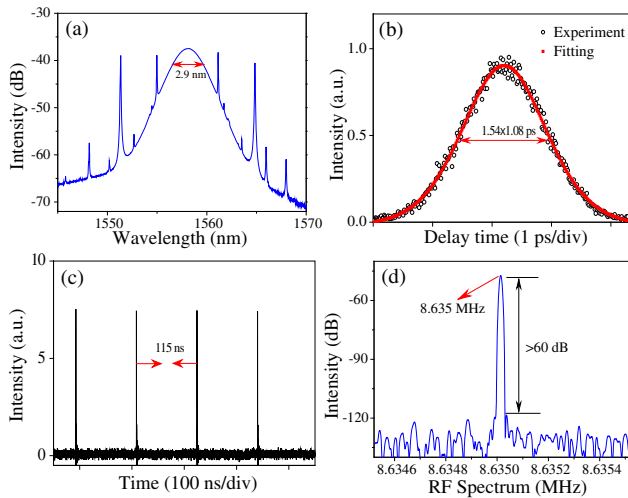 (a)
-30
-40
-50
-60
-70
Intensity (dB)
2.9 nm
1550
1560
1570
Wavelength (nm)
(b)
Experiment
Fitting
1.0
0.5
0.0
Intensity (a.u.)
1.54x1.08 ps
Delay time (1 ps/div)
(c)
10
5
0
Intensity (a.u.)
115 ns
Time (100 ns/div)
(d)
-60
-90
-120
Intensity (dB)
8.635 MHz
>60 dB
8.6346
8.6348
8.6350
8.6352
8.6354
RF Spectrum (MHz)